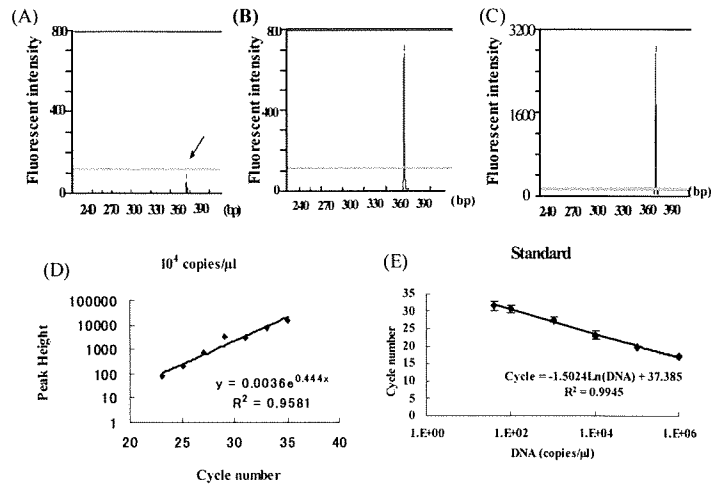 (A)
800
400
0
Fluorescent intensity
240 270 300 330 360 390 (bp)
(B)
800
400
0
Fluorescent intensity
240 270 300 330 360 390 (bp)
(C)
3200
1600
0
Fluorescent intensity
240 270 300 330 360 390 (bp)
(D)
10⁴ copies/µl
100000
10000
1000
100
10
1
Peak Height
y = 0.0036e^0.444x
R² = 0.9581
20 25 30 35 40
Cycle number
(E)
Standard
35
30
25
20
15
10
5
0
Cycle number
Cycle = -1.5024Ln(DNA) + 37.385
R² = 0.9945
1.E+00 1.E+02 1.E+04 1.E+06
DNA (copies/µl)